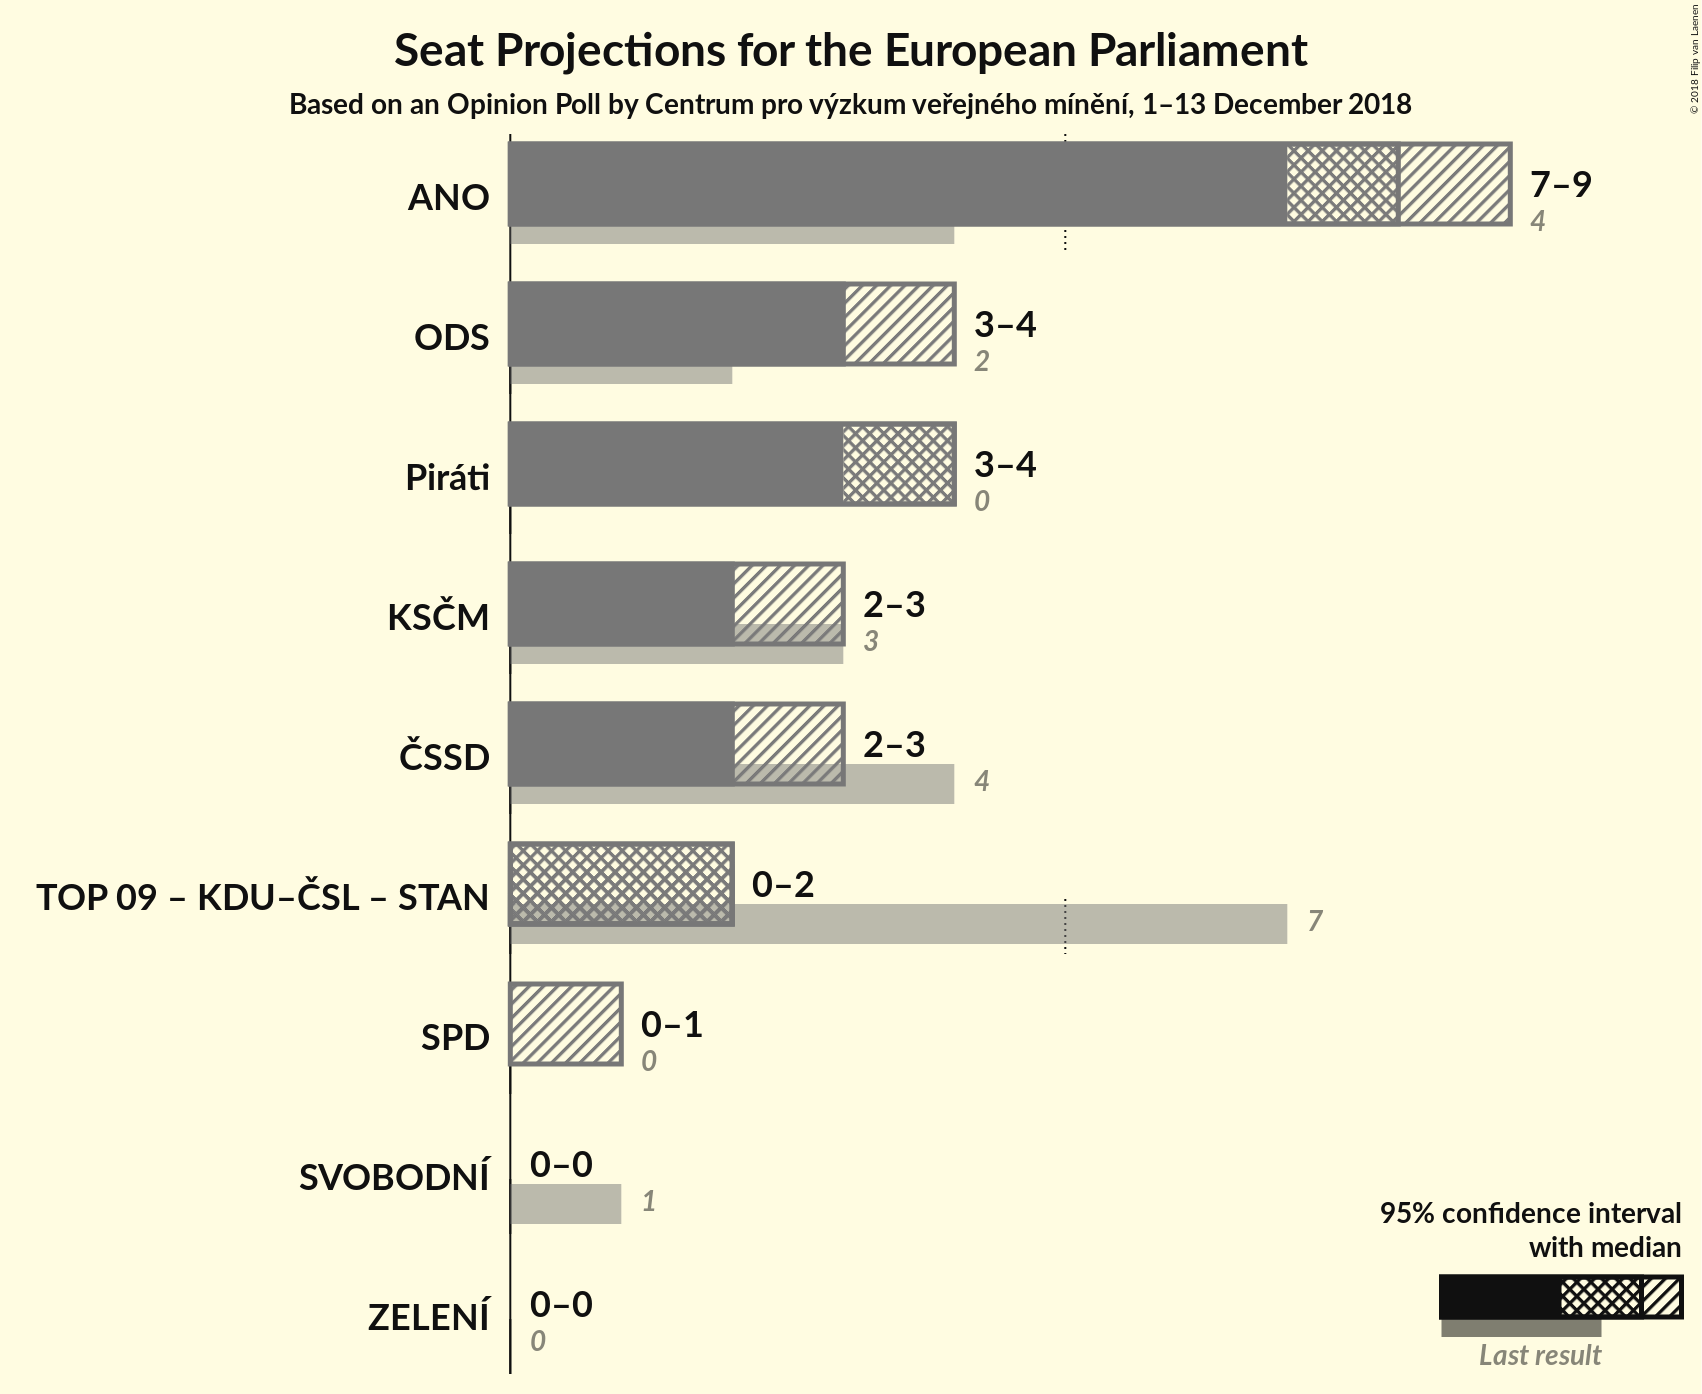 Seat Projections for the European Parliament
Based on an Opinion Poll by Centrum pro výzkum veřejného mínění, 1–13 December 2018
© 2018 Filip van Laenen
ANO
7–9
4
ODS
3–4
2
Piráti
3–4
0
KSČM
2–3
3
ČSSD
2–3
4
TOP 09 – KDU–ČSL – STAN
0–2
7
SPD
0–1
0
SVOBODNÍ
0–0
1
ZELENÍ
0–0
0
95% confidence interval
with median
Last result